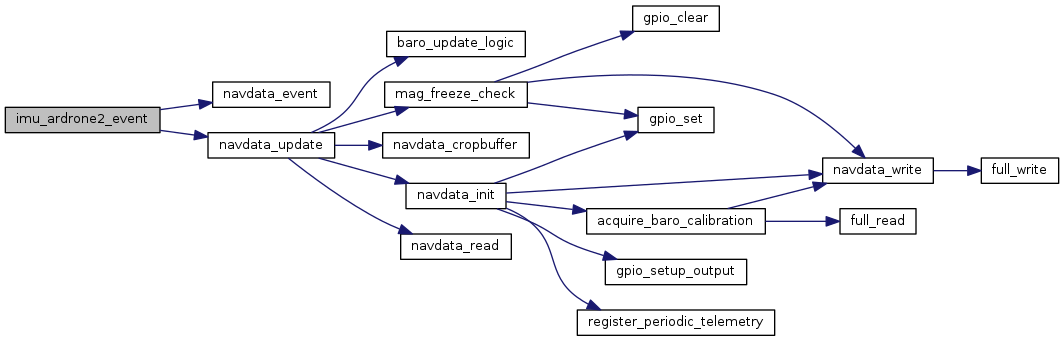 imu_ardrone2_event
navdata_event
navdata_update
baro_update_logic
mag_freeze_check
navdata_cropbuffer
navdata_init
navdata_read
gpio_clear
gpio_set
acquire_baro_calibration
gpio_setup_output
register_periodic_telemetry
navdata_write
full_read
full_write